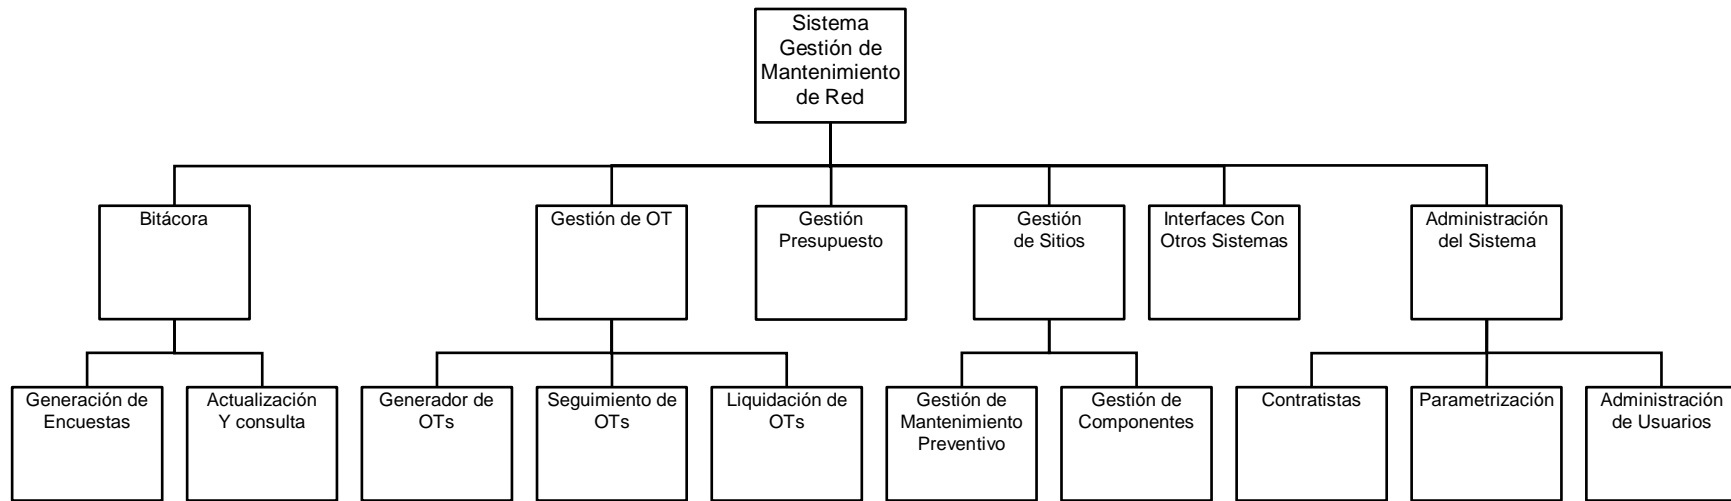 Sistema
Gestión de
Mantenimiento
de Red
Bitácora
Gestión de OT
Gestión
Presupuesto
Gestión
de Sitios
Interfaces Con
Otros Sistemas
Administración
del Sistema
Generación de
Encuestas
Actualización
Y consulta
Generador de
OTs
Seguimiento de
OTs
Liquidación de
OTs
Gestión de
Mantenimiento
Preventivo
Gestión de
Componentes
Contratistas
Parametrización
Administración
de Usuarios